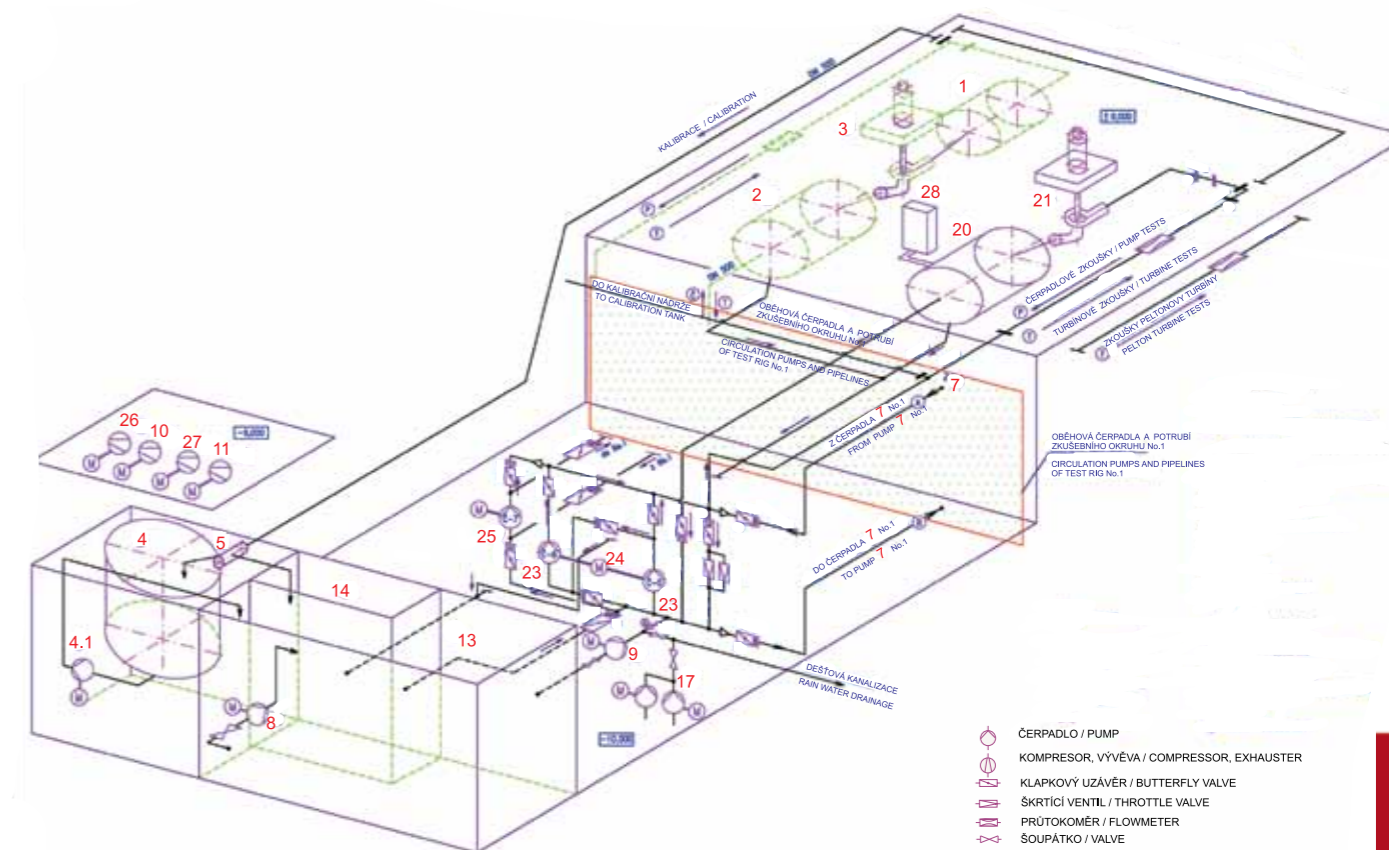 DN 500
1
KALIBRACE / CALIBRATION
± 0,000
3
28
21
2
20
P
T
ČERPADLOVÉ ZKOUŠKY / PUMP TESTS
TURBÍNOVÉ ZKOUŠKY / TURBINE TESTS
P
T
ZKOUŠKY PELTONOVY TURBÍNY
PELTON TURBINE TESTS
T
DN 500
DO KALIBRAČNÍ NÁDRŽE
TO CALIBRATION TANK
P
T
OBĚHOVÁ ČERPADLA A POTRUBÍ
ZKUŠEBNÍHO OKRUHU No.1
CIRCULATION PUMPS AND PIPELINES
OF TEST RIG No.1
7
Z ČERPADLA 7 No.1
FROM PUMP 7 No.1
OBĚHOVÁ ČERPADLA A POTRUBÍ
ZKUŠEBNÍHO OKRUHU No.1
CIRCULATION PUMPS AND PIPELINES
OF TEST RIG No.1
26
10
27
11
M
M
M
M
M
25
23
24
M
23
DO ČERPADLA 7 No.1
TO PUMP 7 No.1
4
5
14
13
4.1
M
M
8
M
9
M
17
M
DEŠŤOVÁ KANALIZACE
RAIN WATER DRAINAGE
ČERPADLO / PUMP
KOMPRESOR, VÝVĚVA / COMPRESSOR, EXHAUSTER
KLAPKOVÝ UZÁVĚR / BUTTERFLY VALVE
ŠKRTÍCÍ VENTIL / THROTTLE VALVE
PRŮTOKOMĚR / FLOWMETER
ŠOUPÁTKO / VALVE